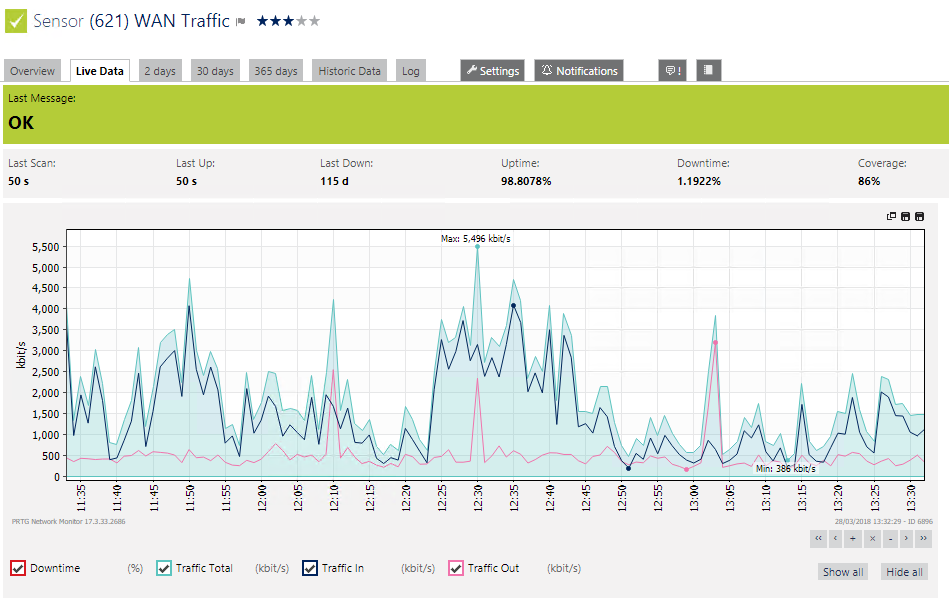 Sensor (621) WAN Traffic
Overview Live Data 2 days 30 days 365 days Historic Data Log Settings Notifications !
Last Message:
OK
Last Scan: Last Up: Last Down: Uptime: Downtime: Coverage:
50 s 50 s 115 d 98.8078% 1.1922% 86%
Max: 5,496 kbit/s
5,500
5,000
4,500
4,000
3,500
3,000
2,500
2,000
1,500
1,000
500
0
kbit/s
Min: 386 kbit/s
11:35 11:40 11:45 11:50 11:55 12:00 12:05 12:10 12:15 12:20 12:25 12:30 12:35 12:40 12:45 12:50 12:55 13:00 13:05 13:10 13:15 13:20 13:25 13:30
PRTG Network Monitor 17.3.33.2686 28/03/2018 13:32:29 - ID 6896
‹‹ ‹ + x - › ››
Downtime (%) Traffic Total (kbit/s) Traffic In (kbit/s) Traffic Out (kbit/s) Show all Hide all